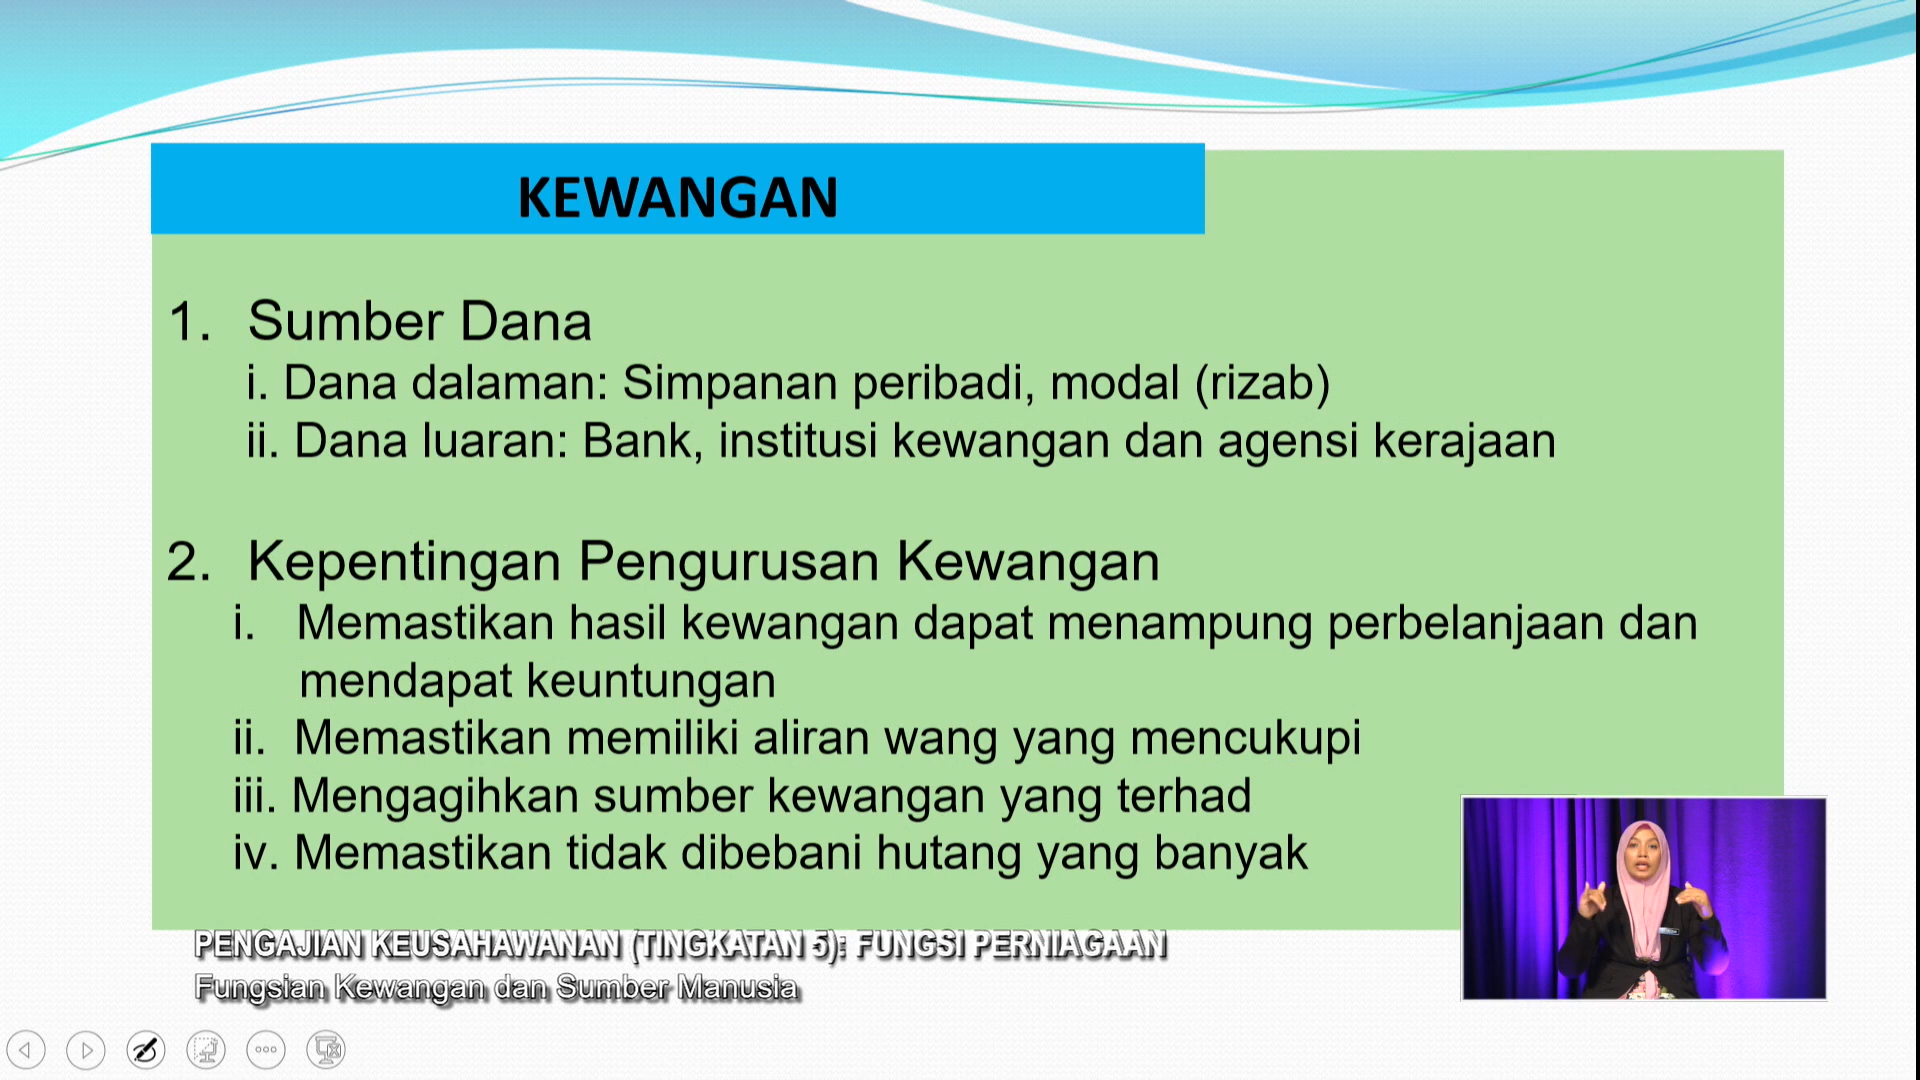 KEWANGAN
1. Sumber Dana
i. Dana dalaman: Simpanan peribadi, modal (rizab)
ii. Dana luaran: Bank, institusi kewangan dan agensi kerajaan
2. Kepentingan Pengurusan Kewangan
i. Memastikan hasil kewangan dapat menampung perbelanjaan dan
mendapat keuntungan
ii. Memastikan memiliki aliran wang yang mencukupi
iii. Mengagihkan sumber kewangan yang terhad
iv. Memastikan tidak dibebani hutang yang banyak
PENGAJIAN KEUSAHAWANAN (TINGKATAN 5): FUNGSI PERNIAGAAN
Fungsian Kewangan dan Sumber Manusia